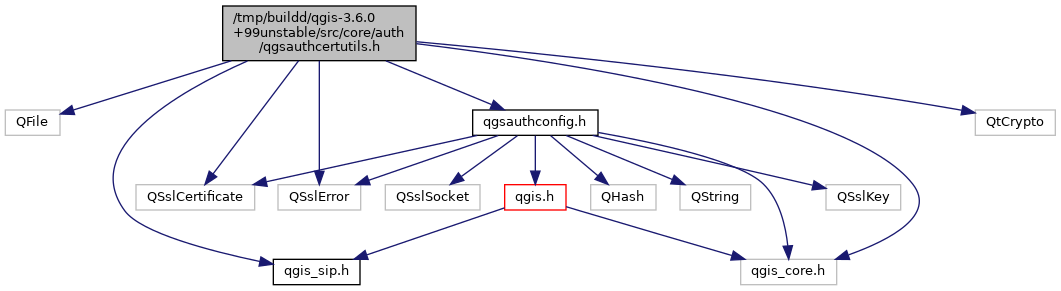 /tmp/buildd/qgis-3.6.0
+99unstable/src/core/auth
/qgsauthcertutils.h
QFile
qgsauthconfig.h
QtCrypto
QSslCertificate
QSslError
QSslSocket
qgis.h
QHash
QString
QSslKey
qgis_sip.h
qgis_core.h